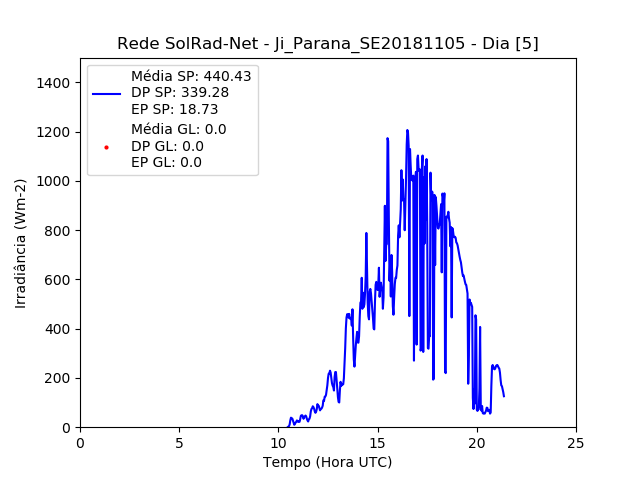 Rede SolRad-Net - Ji_Parana_SE20181105 - Dia [5]
Média SP: 440.43
DP SP: 339.28
EP SP: 18.73
Média GL: 0.0
DP GL: 0.0
EP GL: 0.0
Irradiância (Wm-2)
1400
1200
1000
800
600
400
200
0
0 5 10 15 20 25
Tempo (Hora UTC)